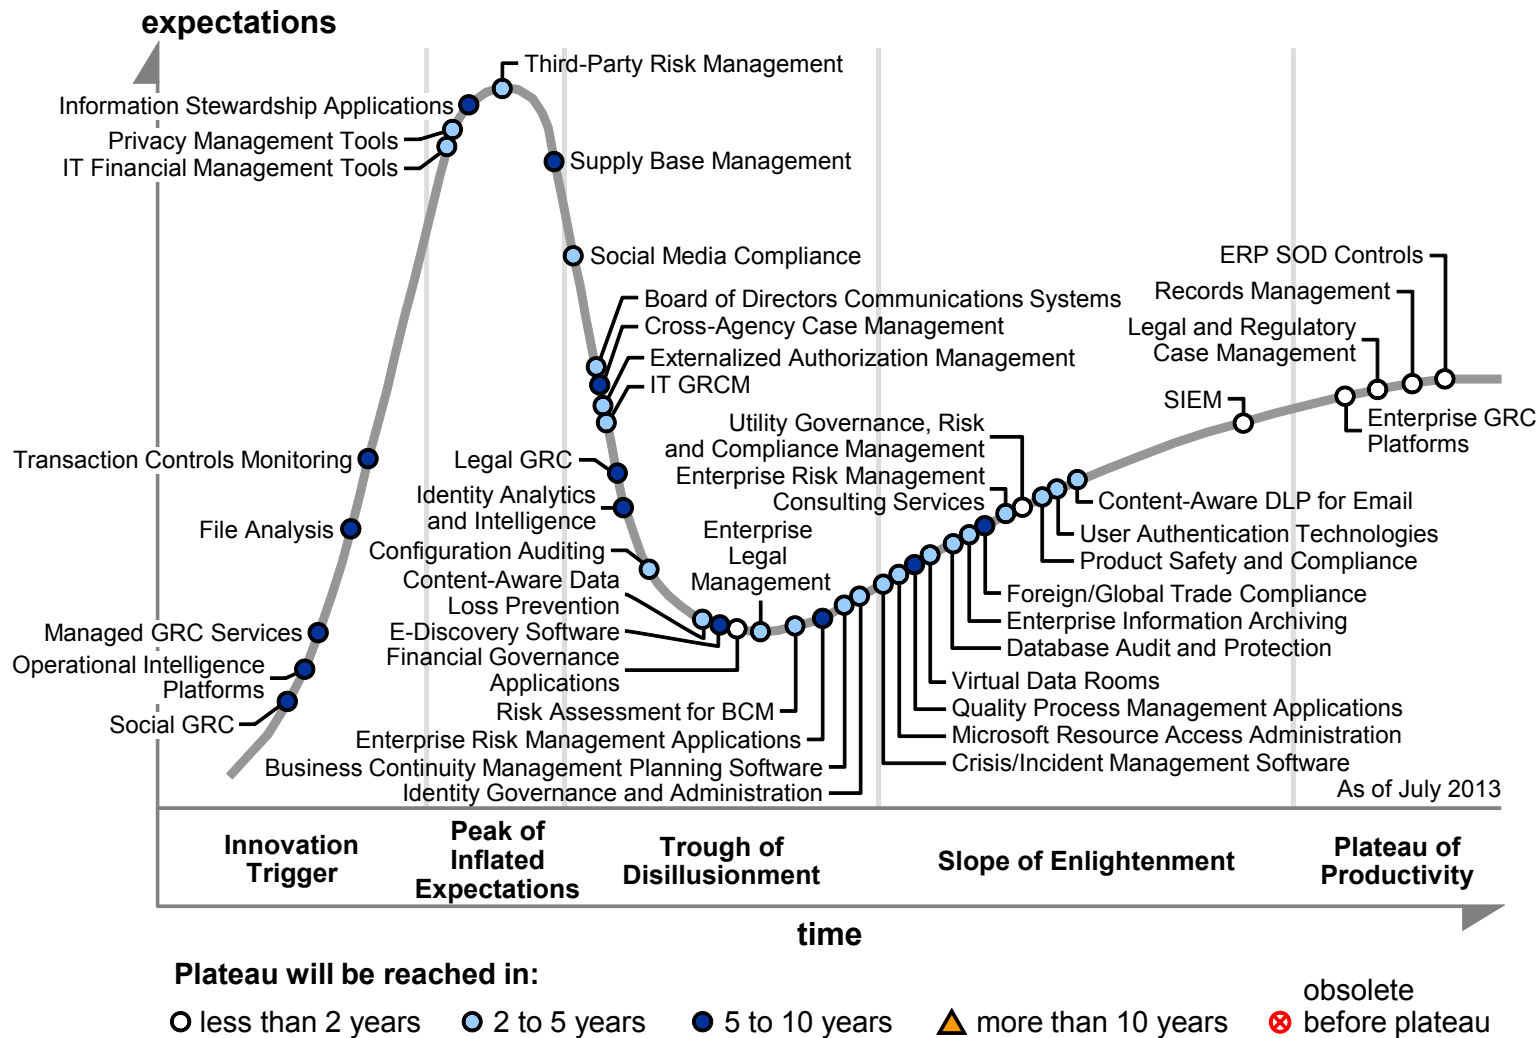 expectations
Third-Party Risk Management
Information Stewardship Applications
Privacy Management Tools
IT Financial Management Tools
Supply Base Management
Social Media Compliance
ERP SOD Controls
Records Management
Legal and Regulatory
Case Management
Board of Directors Communications Systems
Cross-Agency Case Management
Externalized Authorization Management
IT GRCM
SIEM
Enterprise GRC
Platforms
Utility Governance, Risk
and Compliance Management
Enterprise Risk Management
Consulting Services
Transaction Controls Monitoring
Legal GRC
Identity Analytics
and Intelligence
File Analysis
Configuration Auditing
Enterprise
Legal
Management
Content-Aware Data
Loss Prevention
E-Discovery Software
Financial Governance
Applications
Content-Aware DLP for Email
User Authentication Technologies
Product Safety and Compliance
Foreign/Global Trade Compliance
Enterprise Information Archiving
Database Audit and Protection
Managed GRC Services
Operational Intelligence
Platforms
Social GRC
Risk Assessment for BCM
Enterprise Risk Management Applications
Business Continuity Management Planning Software
Identity Governance and Administration
Virtual Data Rooms
Quality Process Management Applications
Microsoft Resource Access Administration
Crisis/Incident Management Software
As of July 2013
Innovation
Trigger
Peak of
Inflated
Expectations
Trough of
Disillusionment
Slope of Enlightenment
Plateau of
Productivity
time
Plateau will be reached in:
less than 2 years
2 to 5 years
5 to 10 years
more than 10 years
obsolete
before plateau